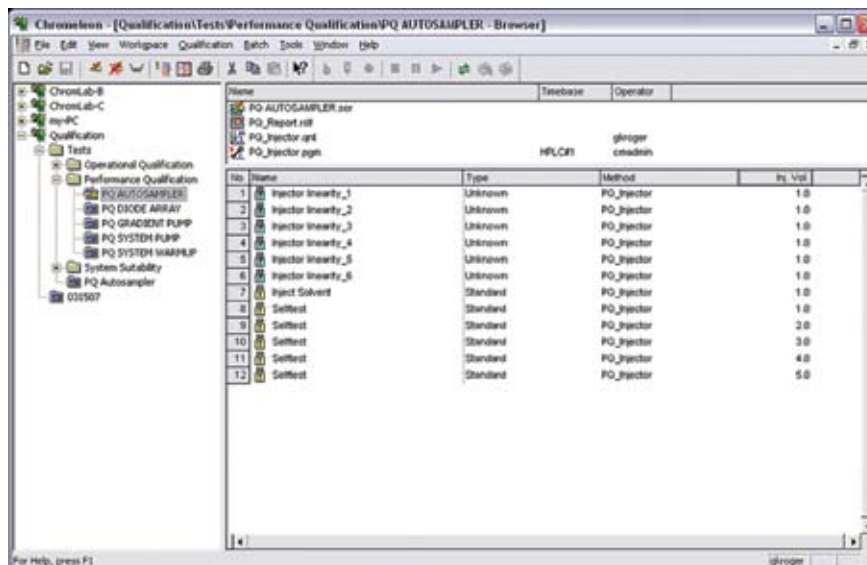 Chromeleon - [Qualification\Tests\Performance Qualification\PQ AUTOSAMPLER - Browser]
File Edit View Workspace Qualification Batch Tools Window Help
ChromLab-B
ChromLab-C
my-PC
Qualification
Tests
Operational Qualification
Performance Qualification
PQ AUTOSAMPLER
PQ DIODE ARRAY
PQ GRADIENT PUMP
PQ SYSTEM PUMP
PQ SYSTEM WARMUP
System Suitability
PQ Autosampler
031507
Name Timebase Operator
PQ AUTOSAMPLER.sor
PQ_Report.rdf
PQ_Injector.qnt gkroger
PQ_Injector.pgm HPLC#1 cmadmin
No. Name Type Method Inj. Vol.
1 Injector linearity_1 Unknown PQ_Injector 1.0
2 Injector linearity_2 Unknown PQ_Injector 1.0
3 Injector linearity_3 Unknown PQ_Injector 1.0
4 Injector linearity_4 Unknown PQ_Injector 1.0
5 Injector linearity_5 Unknown PQ_Injector 1.0
6 Injector linearity_6 Unknown PQ_Injector 1.0
7 Inject Solvent Standard PQ_Injector 1.0
8 Selftest Standard PQ_Injector 1.0
9 Selftest Standard PQ_Injector 2.0
10 Selftest Standard PQ_Injector 3.0
11 Selftest Standard PQ_Injector 4.0
12 Selftest Standard PQ_Injector 5.0
For Help, press F1 gkroger